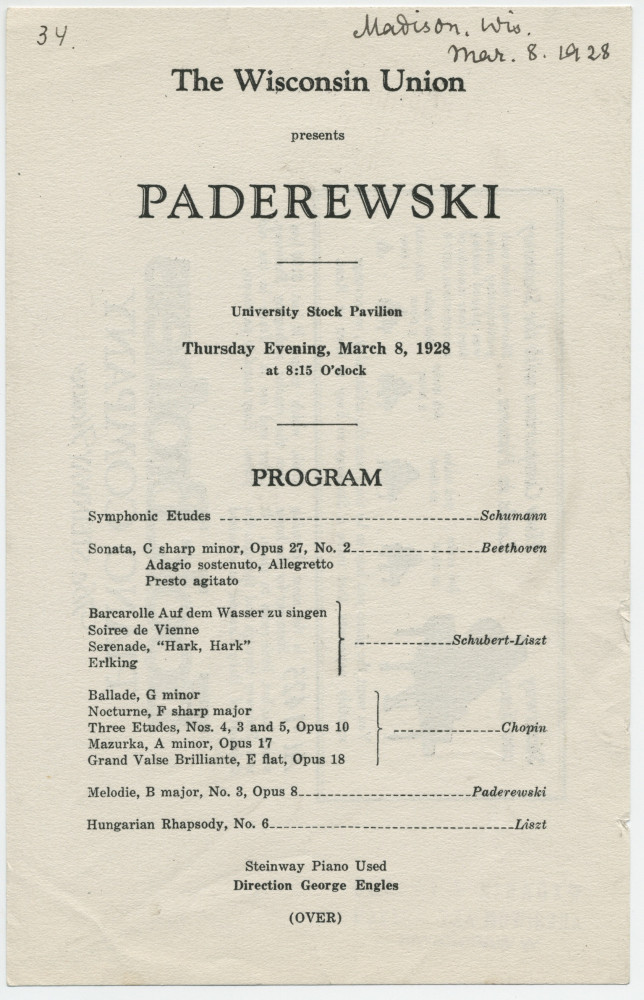 34.
Madison. Wis.
Mar. 8. 1928
The Wisconsin Union
presents
PADEREWSKI
University Stock Pavilion
Thursday Evening, March 8, 1928
at 8:15 O'clock
PROGRAM
Symphonic Etudes Schumann
Sonata, C sharp minor, Opus 27, No. 2 Beethoven
Adagio sostenuto, Allegretto
Presto agitato
Barcarolle Auf dem Wasser zu singen
Soiree de Vienne
Serenade, "Hark, Hark"
Erlking
Schubert-Liszt
Ballade, G minor
Nocturne, F sharp major
Three Etudes, Nos. 4, 3 and 5, Opus 10
Mazurka, A minor, Opus 17
Grand Valse Brilliante, E flat, Opus 18
Chopin
Melodie, B major, No. 3, Opus 8 Paderewski
Hungarian Rhapsody, No. 6 Liszt
Steinway Piano Used
Direction George Engles
(OVER)